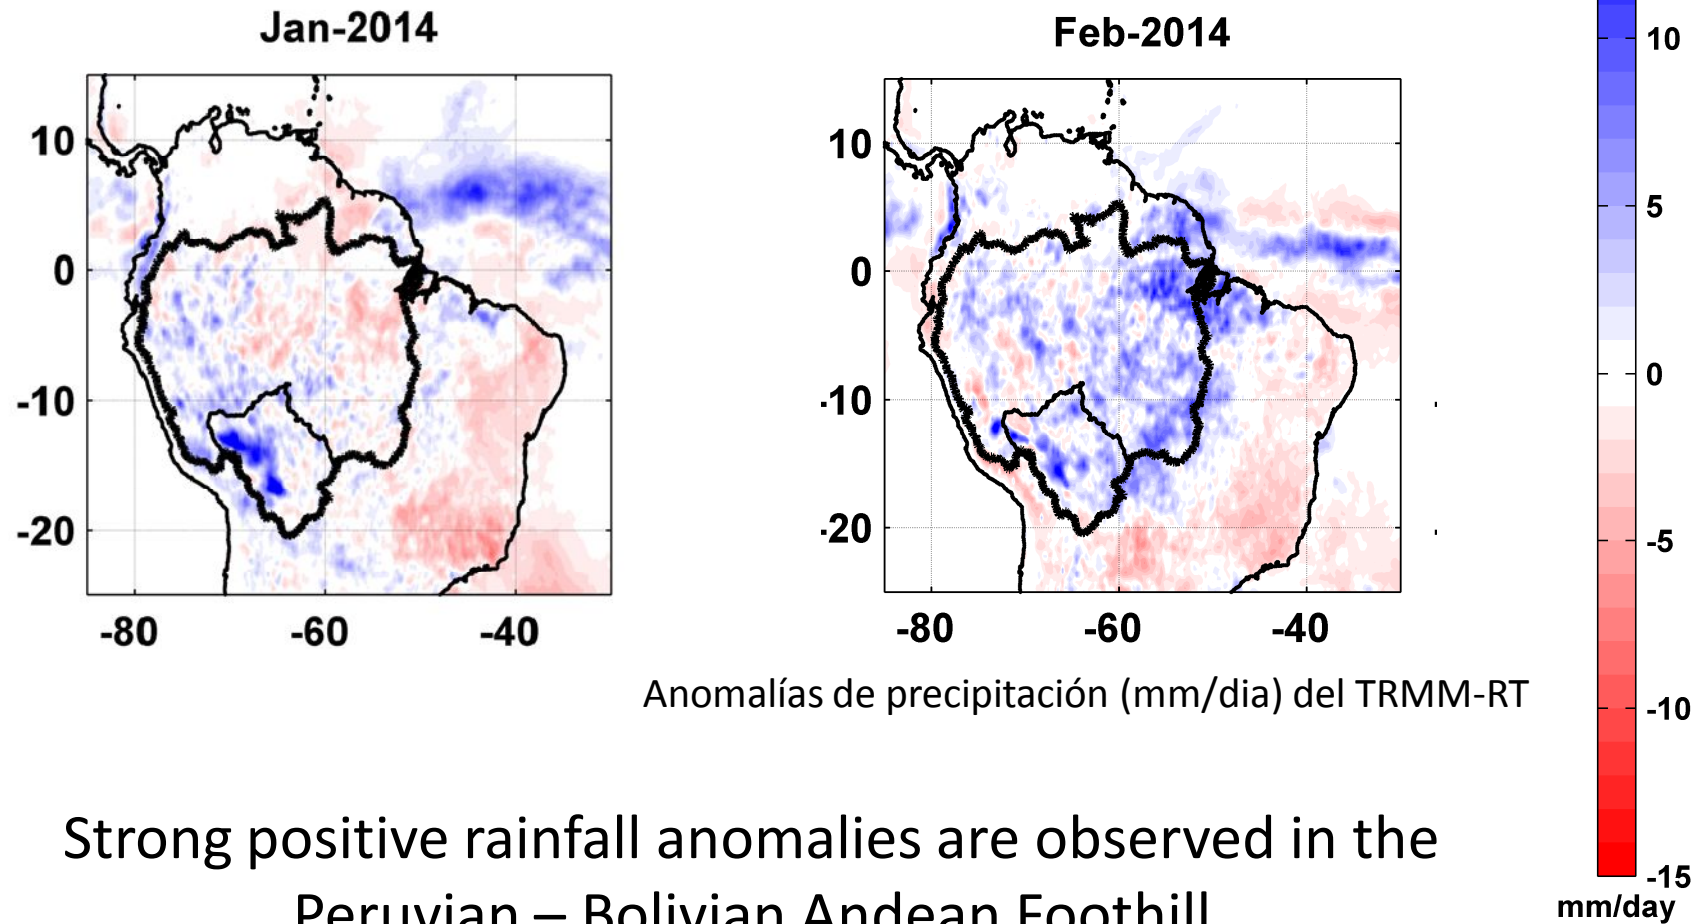 Jan-2014
Feb-2014
10
0
-10
-20
-80 -60 -40
10
0
-10
-20
-80 -60 -40
10
5
0
-5
-10
-15
mm/day
Anomalías de precipitación (mm/dia) del TRMM-RT
Strong positive rainfall anomalies are observed in the
Peruvian – Bolivian Andean Foothill